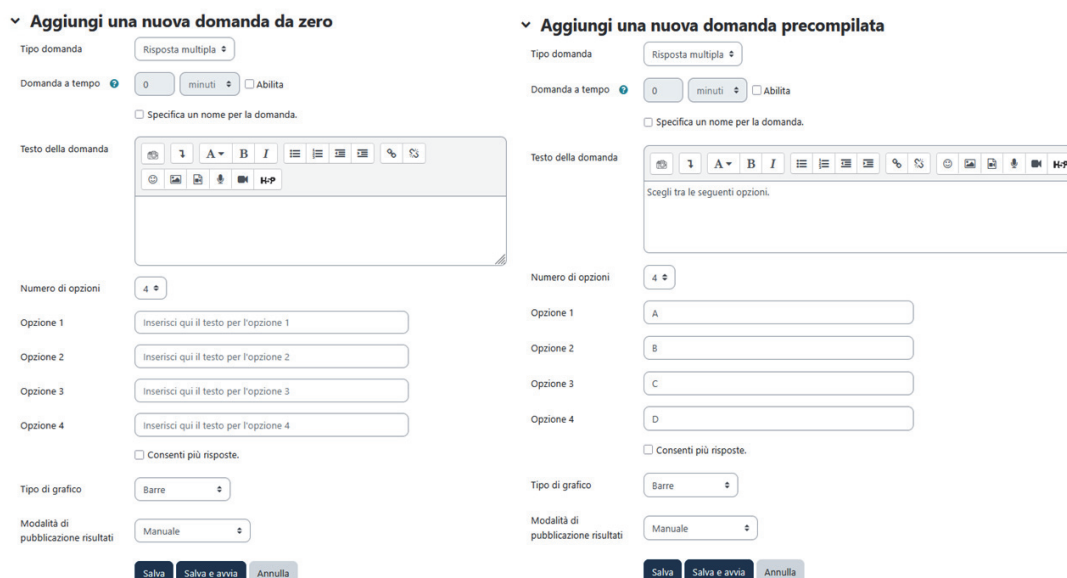 Aggiungi una nuova domanda da zero
Tipo domanda Risposta multipla
Domanda a tempo ? 0 minuti Abilita
Specifica un nome per la domanda.
Testo della domanda
A B I
H-P
Numero di opzioni 4
Opzione 1 Inserisci qui il testo per l'opzione 1
Opzione 2 Inserisci qui il testo per l'opzione 2
Opzione 3 Inserisci qui il testo per l'opzione 3
Opzione 4 Inserisci qui il testo per l'opzione 4
Consenti più risposte.
Tipo di grafico Barre
Modalità di
pubblicazione risultati Manuale
Salva Salva e avvia Annulla
Aggiungi una nuova domanda precompilata
Tipo domanda Risposta multipla
Domanda a tempo ? 0 minuti Abilita
Specifica un nome per la domanda.
Testo della domanda
A B I H-P
Scegli tra le seguenti opzioni.
Numero di opzioni 4
Opzione 1 A
Opzione 2 B
Opzione 3 C
Opzione 4 D
Consenti più risposte.
Tipo di grafico Barre
Modalità di
pubblicazione risultati Manuale
Salva Salva e avvia Annulla